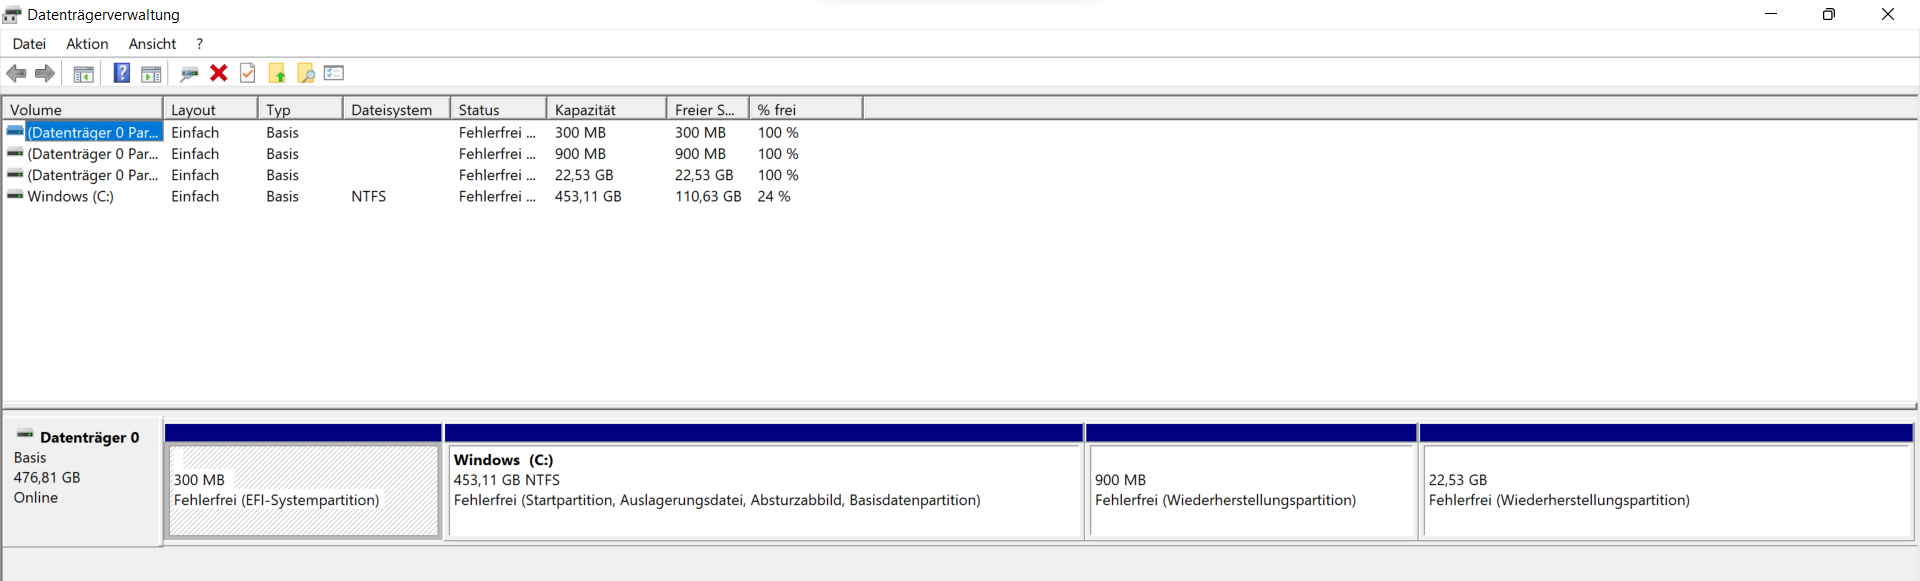 Datenträgerverwaltung
Datei Aktion Ansicht ?
Volume Layout Typ Dateisystem Status Kapazität Freier S... % frei
(Datenträger 0 Par... Einfach Basis Fehlerfrei ... 300 MB 300 MB 100 %
(Datenträger 0 Par... Einfach Basis Fehlerfrei ... 900 MB 900 MB 100 %
(Datenträger 0 Par... Einfach Basis Fehlerfrei ... 22,53 GB 22,53 GB 100 %
Windows (C:) Einfach Basis NTFS Fehlerfrei ... 453,11 GB 110,63 GB 24 %
Datenträger 0
Basis
476,81 GB
Online
300 MB
Fehlerfrei (EFI-Systempartition)
Windows (C:)
453,11 GB NTFS
Fehlerfrei (Startpartition, Auslagerungsdatei, Absturzabbild, Basisdatenpartition)
900 MB
Fehlerfrei (Wiederherstellungspartition)
22,53 GB
Fehlerfrei (Wiederherstellungspartition)